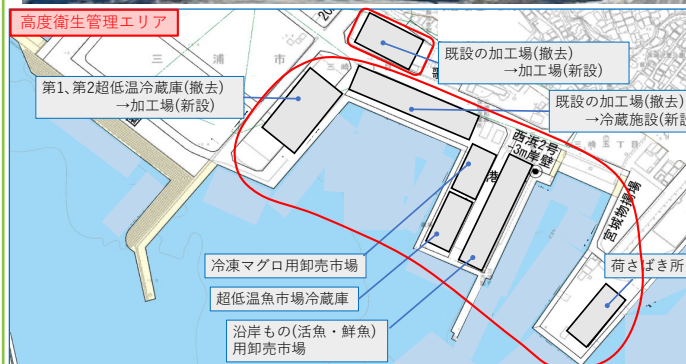 高度衛生管理エリア
20
三浦市
既設の加工場(撤去)
→加工場(新設)
第1、第2超低温冷蔵庫(撤去)
→加工場(新設)
既設の加工場(撤去)
→冷蔵施設(新設
西浜2号
-3m岸壁
港
宮城物揚場
冷凍マグロ用卸売市場
荷さばき所
超低温魚市場冷蔵庫
沿岸もの(活魚・鮮魚)
用卸売市場